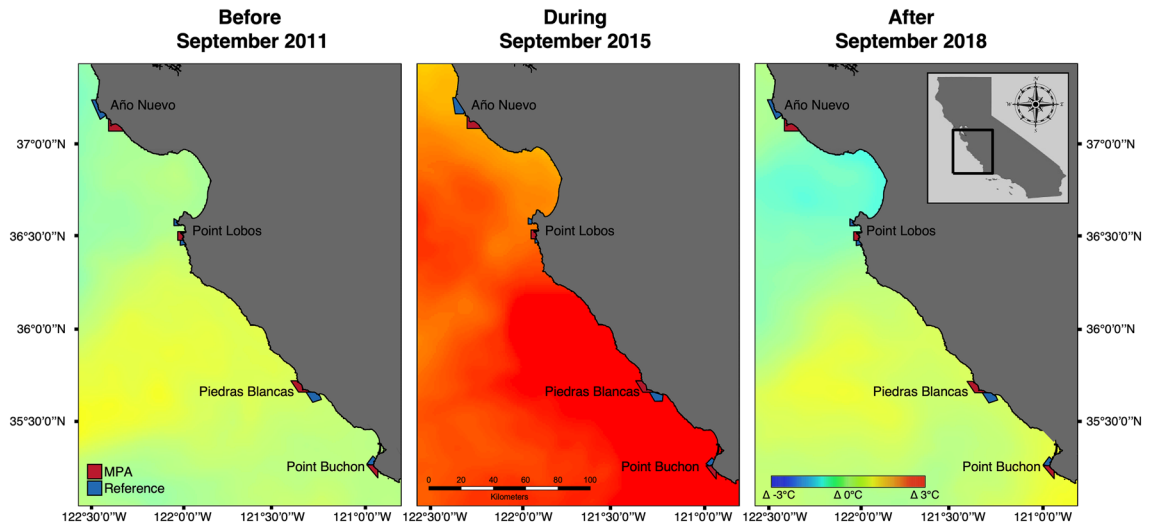 Before
September 2011
During
September 2015
After
September 2018
Año Nuevo
Point Lobos
Piedras Blancas
Point Buchon
MPA
Reference
37°0'0"N
36°30'0"N
36°0'0"N
35°30'0"N
122°30'0"W 122°0'0"W 121°30'0"W 121°0'0"W
Año Nuevo
Point Lobos
Piedras Blancas
Point Buchon
0 20 40 60 80 100
Kilometers
122°30'0"W 122°0'0"W 121°30'0"W 121°0'0"W
Año Nuevo
Point Lobos
Piedras Blancas
Point Buchon
N
Δ -3°C Δ 0°C Δ 3°C
37°0'0"N
36°30'0"N
36°0'0"N
35°30'0"N
122°30'0"W 122°0'0"W 121°30'0"W 121°0'0"W